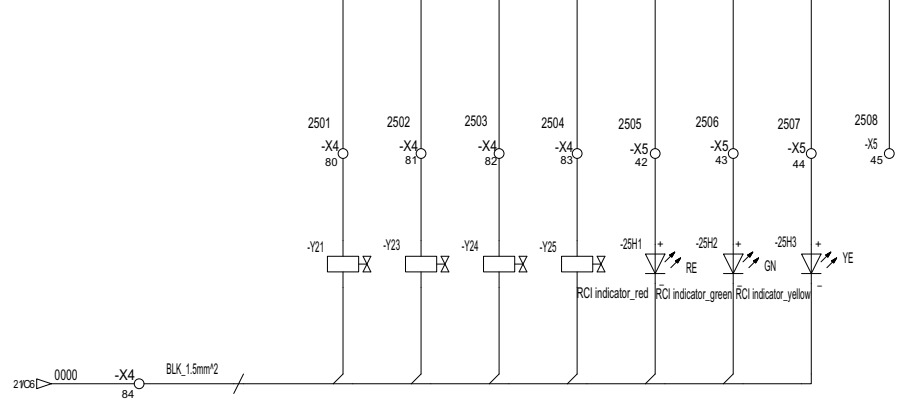 2501 2502 2503 2504 2505 2506 2507 2508
-X4 -X4 -X4 -X4 -X5 -X5 -X5 -X5
80 81 82 83 42 43 44 45
-Y21 -Y23 -Y24 -Y25 -25H1 + -25H2 + -25H3 +
RE GN YE
– – –
RCI indicator_red RCI indicator_green RCI indicator_yellow
21/C6 0000 -X4 BLK_1.5mm^2
84